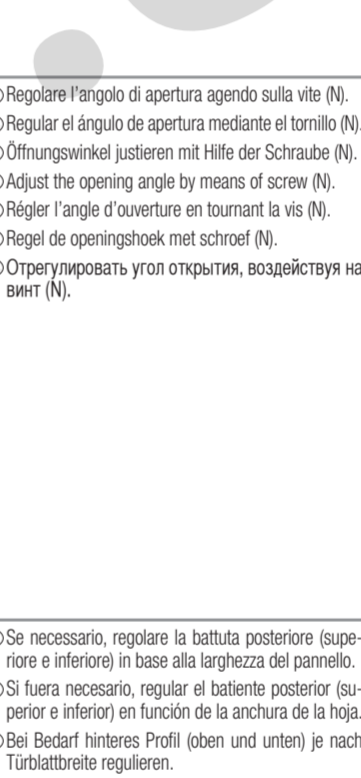 Regolare l'angolo di apertura agendo sulla vite (N).
Regular el ángulo de apertura mediante el tornillo (N).
Öffnungswinkel justieren mit Hilfe der Schraube (N).
Adjust the opening angle by means of screw (N).
Régler l'angle d'ouverture en tournant la vis (N).
Regel de openingshoek met schroef (N).
Отрегулировать угол открытия, воздействуя на
винт (N).
Se necessario, regolare la battuta posteriore (supe-
riore e inferiore) in base alla larghezza del pannello.
Si fuera necesario, regular el batiente posterior (su-
perior e inferior) en función de la anchura de la hoja.
Bei Bedarf hinteres Profil (oben und unten) je nach
Türblattbreite regulieren.